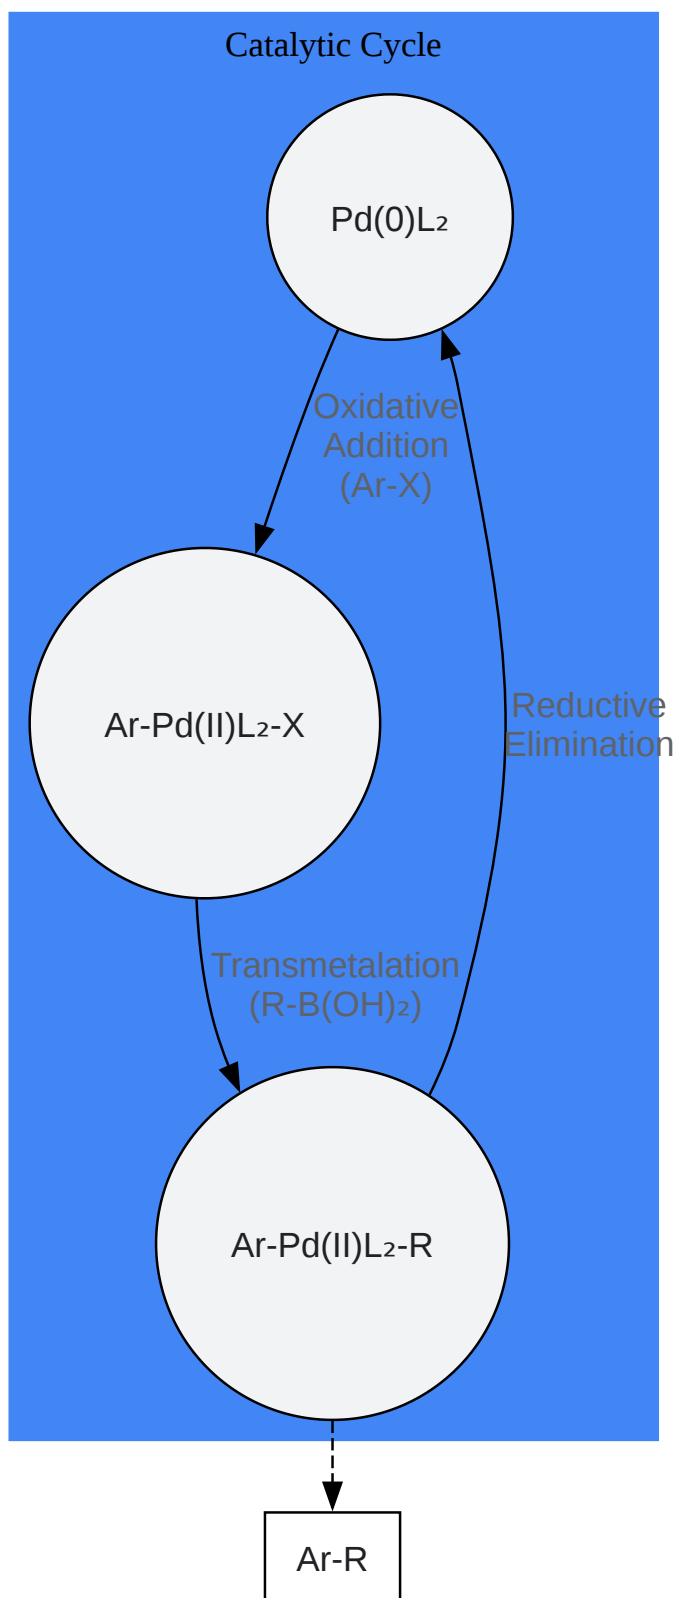 Catalytic Cycle
Pd(0)L₂
Oxidative
Addition
(Ar-X)
Ar-Pd(II)L₂-X
Reductive
Elimination
Transmetalation
(R-B(OH)₂)
Ar-Pd(II)L₂-R
Ar-R